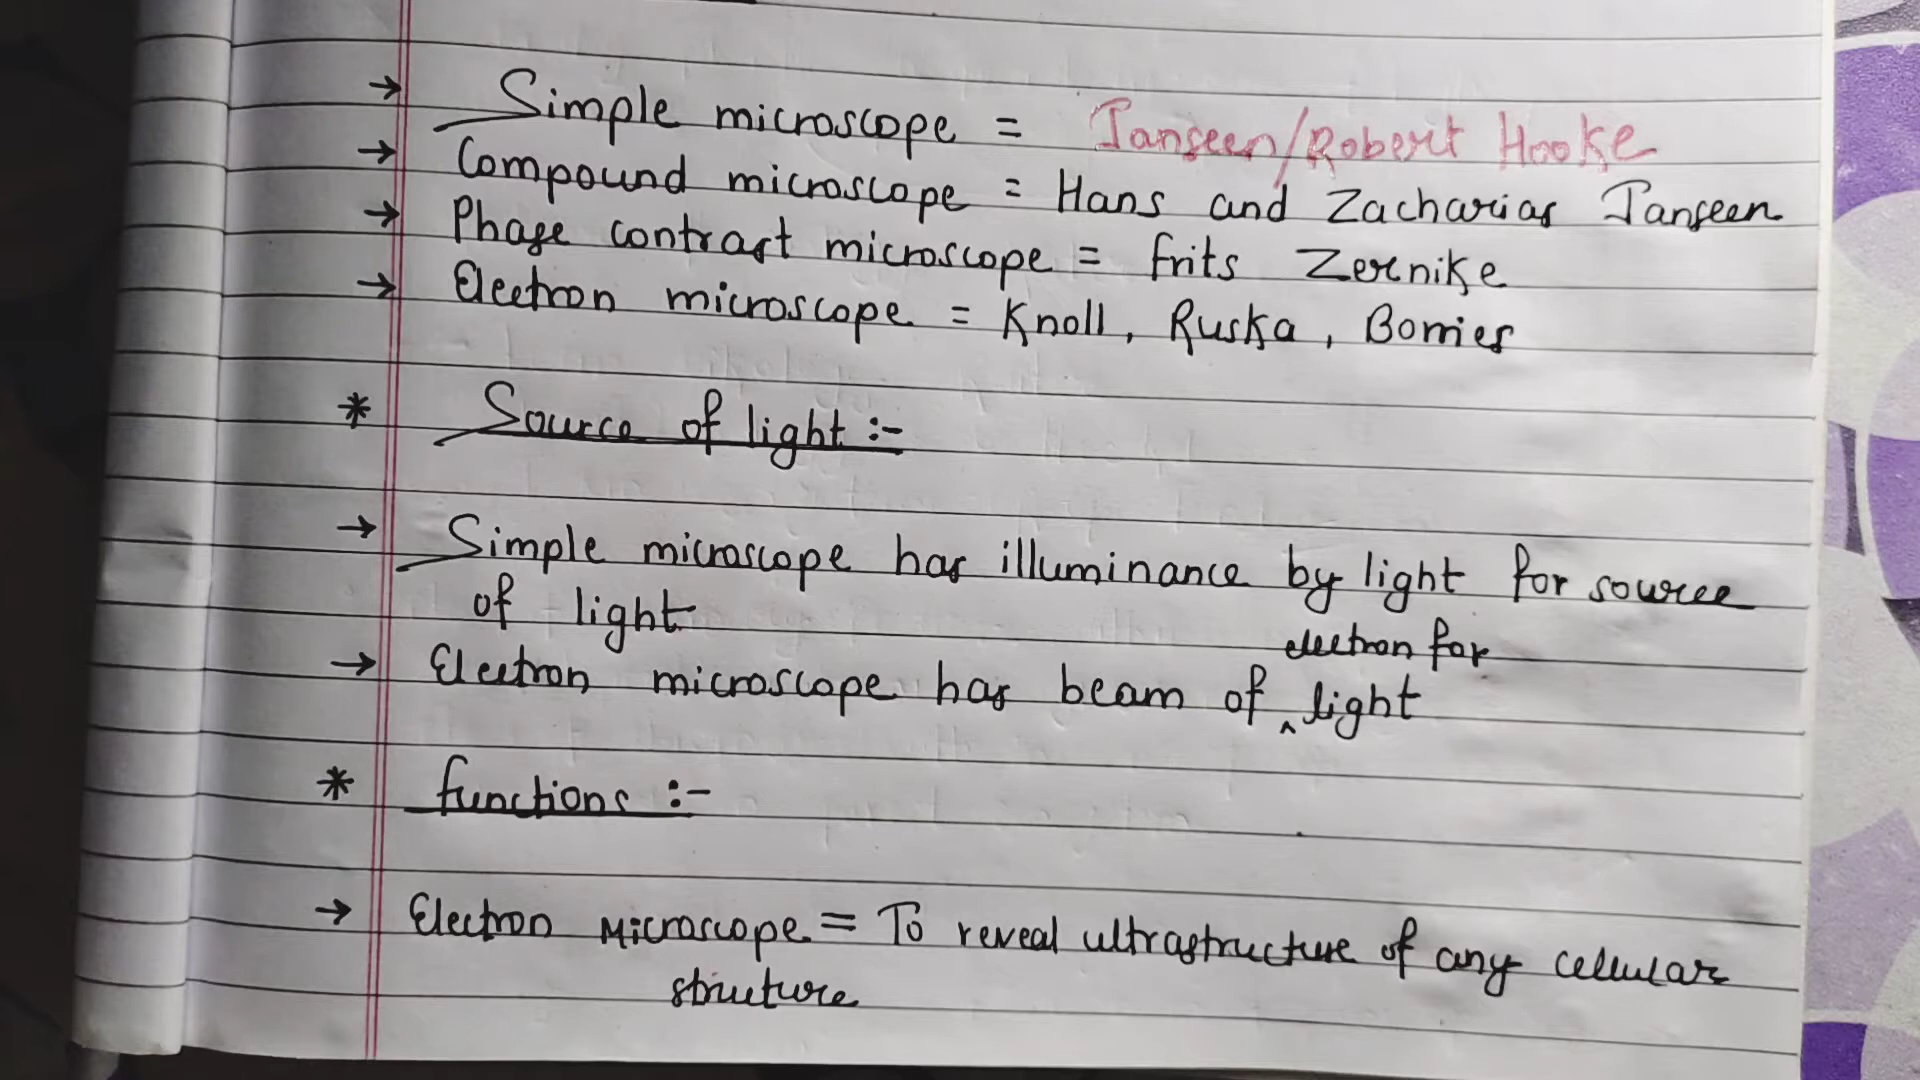 → Simple microscope = Janseen/Robert Hooke
→ Compound microscope = Hans and Zacharias Janseen
→ Phase contrast microscope = Frits Zernike
→ Electron microscope = Knoll, Ruska, Borries
* Source of light :-
→ Simple microscope has illuminance by light for source
of light
electron for
→ Electron microscope has beam of ^ light
* functions :-
→ Electron Microscope = To reveal ultrastructure of any cellular
structure